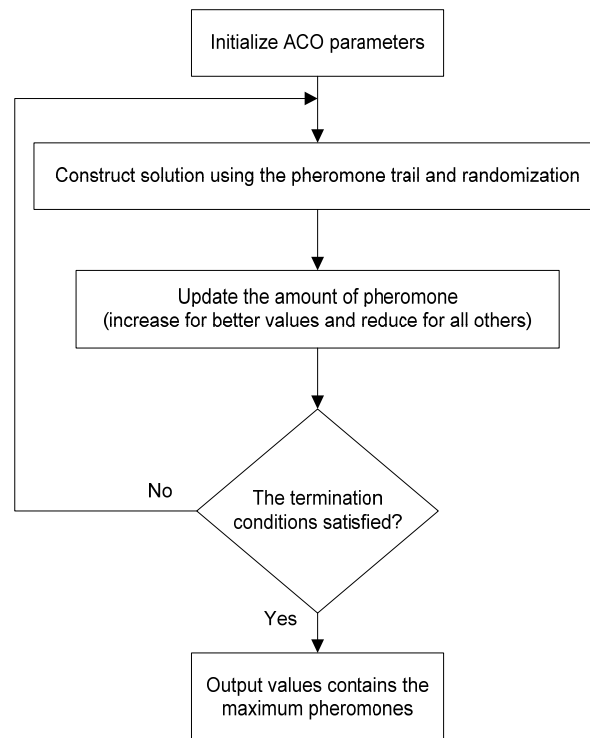 Initialize ACO parameters
Construct solution using the pheromone trail and randomization
Update the amount of pheromone
(increase for better values and reduce for all others)
No
The termination
conditions satisfied?
Yes
Output values contains the
maximum pheromones